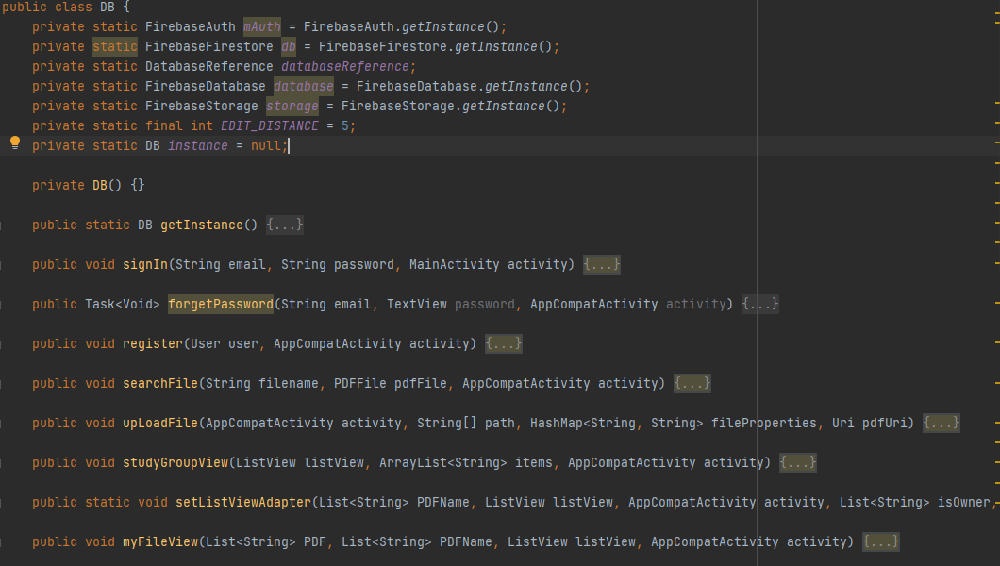 public class DB {
private static FirebaseAuth mAuth = FirebaseAuth.getInstance();
private static FirebaseFirestore db = FirebaseFirestore.getInstance();
private static DatabaseReference databaseReference;
private static FirebaseDatabase database = FirebaseDatabase.getInstance();
private static FirebaseStorage storage = FirebaseStorage.getInstance();
private static final int EDIT_DISTANCE = 5;
private static DB instance = null;
private DB() {}
public static DB getInstance() {...}
public void signIn(String email, String password, MainActivity activity) {...}
public Task<Void> forgetPassword(String email, TextView password, AppCompatActivity activity) {...}
public void register(User user, AppCompatActivity activity) {...}
public void searchFile(String filename, PDFFile pdfFile, AppCompatActivity activity) {...}
public void upLoadFile(AppCompatActivity activity, String[] path, HashMap<String, String> fileProperties, Uri pdfUri) {...}
public void studyGroupView(ListView listView, ArrayList<String> items, AppCompatActivity activity) {...}
public static void setListViewAdapter(List<String> PDFName, ListView listView, AppCompatActivity activity, List<String> isOwner,
public void myFileView(List<String> PDF, List<String> PDFName, ListView listView, AppCompatActivity activity) {...}